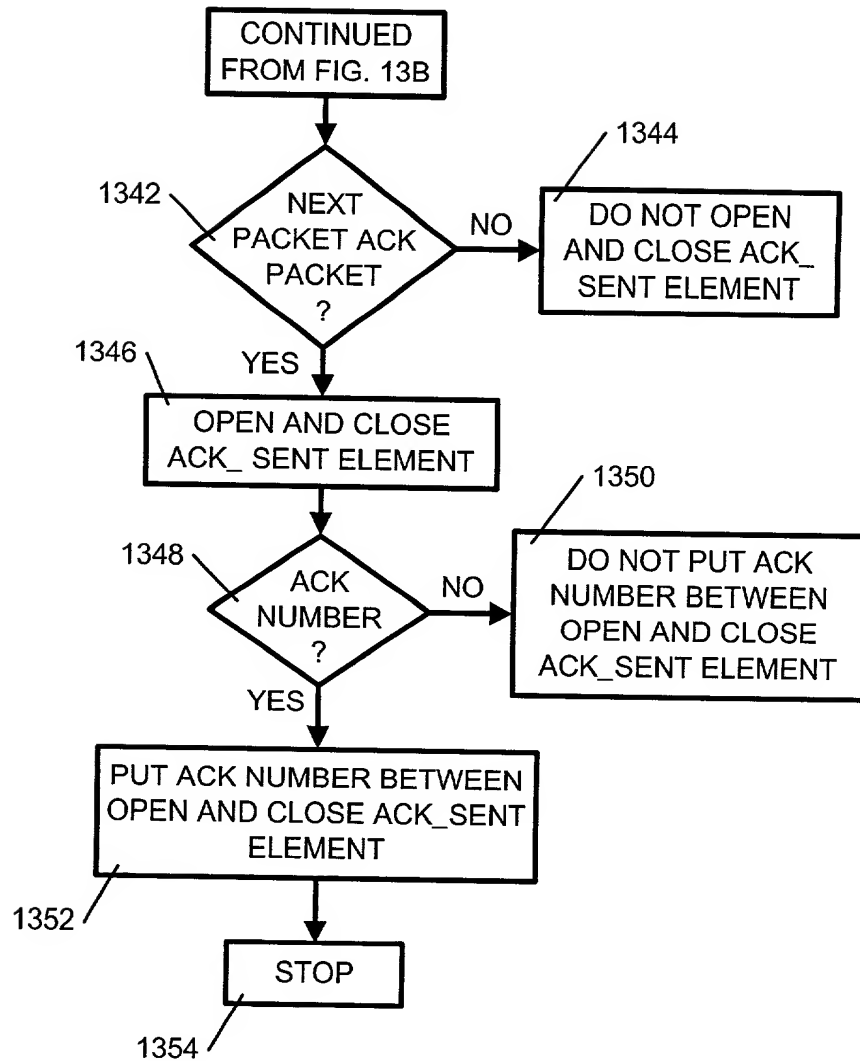 CONTINUED
FROM FIG. 13B
1342
NEXT
PACKET ACK
PACKET
?
NO
1344
DO NOT OPEN
AND CLOSE ACK_
SENT ELEMENT
YES
1346
OPEN AND CLOSE
ACK_ SENT ELEMENT
1348
ACK
NUMBER
?
NO
1350
DO NOT PUT ACK
NUMBER BETWEEN
OPEN AND CLOSE
ACK_SENT ELEMENT
YES
PUT ACK NUMBER BETWEEN
OPEN AND CLOSE ACK_SENT
ELEMENT
1352
STOP
1354